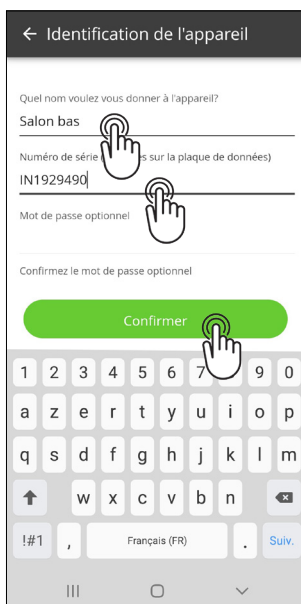 ← Identification de l'appareil
Quel nom voulez vous donner à l'appareil?
Salon bas
Numéro de série sur la plaque de données)
IN1929490
Mot de passe optionnel
Confirmez le mot de passe optionnel
Confirmer
1 2 3 4 5 6 7 9 0
a z e r t y u i o p
q s d f g h j k l m
w x c v b n
!#1 , Français (FR) . Suiv.